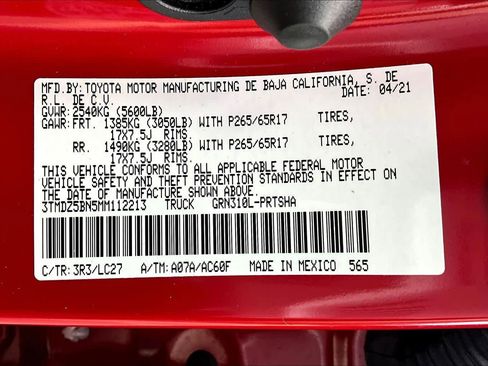 MFD.BY: TOYOTA MOTOR MANUFACTURING DE BAJA CALIFORNIA, S. DE
R.L. DE C.V. DATE: 04/21
GVWR: 2540KG (5600LB)
GAWR: FRT. 1385KG (3050LB) WITH P265/65R17 TIRES,
17X7.5J RIMS.
RR. 1490KG (3280LB) WITH P265/65R17 TIRES,
17X7.5J RIMS.
THIS VEHICLE CONFORMS TO ALL APPLICABLE FEDERAL MOTOR
VEHICLE SAFETY AND THEFT PREVENTION STANDARDS IN EFFECT ON
THE DATE OF MANUFACTURE SHOWN ABOVE.
3TMDZ5BN5MM112213 TRUCK GRN310L-PRTSHA
C/TR: 3R3/LC27 A/TM: A07A/AC60F MADE IN MEXICO 565